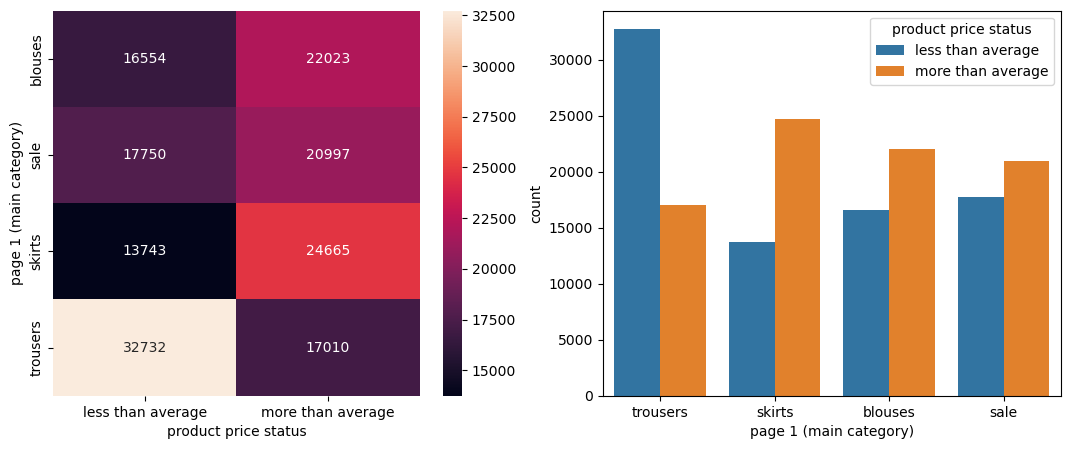 page 1 (main category)
blouses
sale
skirts
trousers
16554 22023
17750 20997
13743 24665
32732 17010
less than average more than average
product price status
32500
30000
27500
25000
22500
20000
17500
15000
count
30000
25000
20000
15000
10000
5000
0
product price status
less than average
more than average
trousers skirts blouses sale
page 1 (main category)